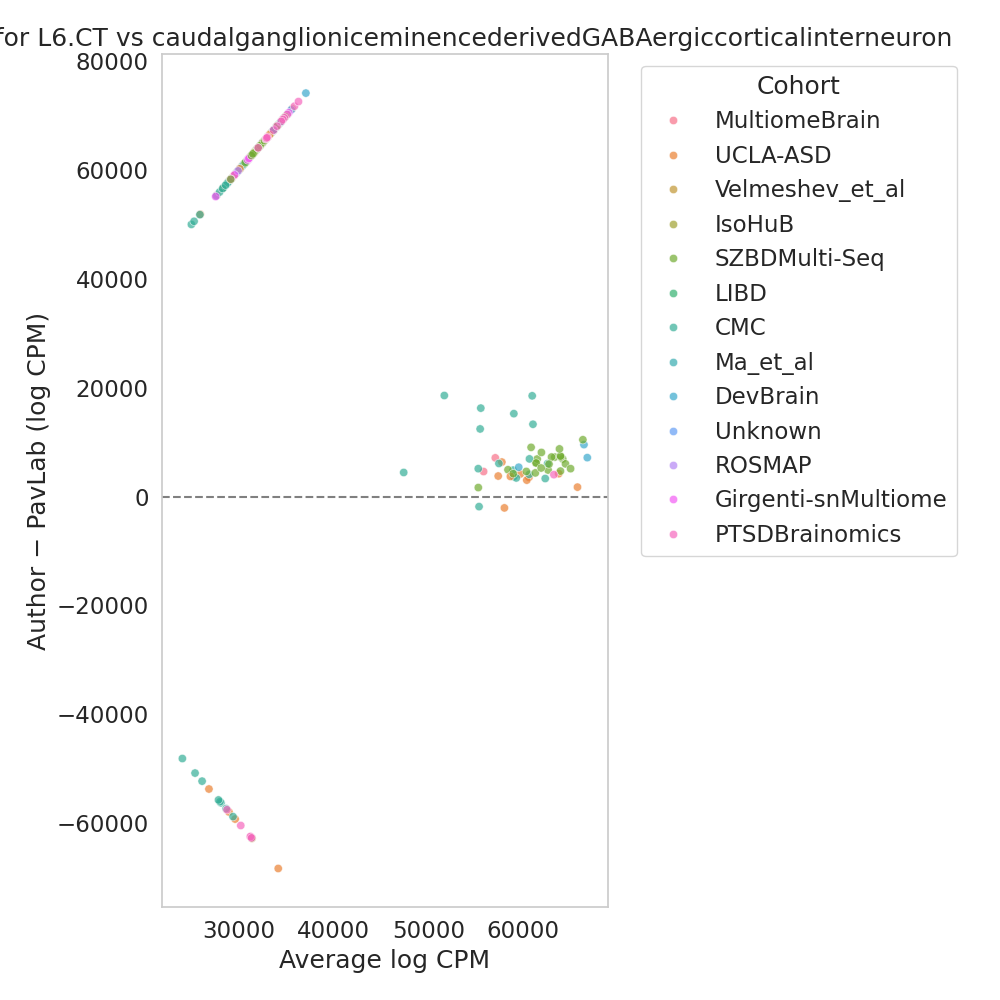 for L6.CT vs caudalganglioniceminencederivedGABAergiccorticalinterneuron
80000
60000
40000
20000
0
−20000
−40000
−60000
Author − PavLab (log CPM)
30000 40000 50000 60000
Average log CPM
Cohort
MultiomeBrain
UCLA-ASD
Velmeshev_et_al
IsoHuB
SZBDMulti-Seq
LIBD
CMC
Ma_et_al
DevBrain
Unknown
ROSMAP
Girgenti-snMultiome
PTSDBrainomics